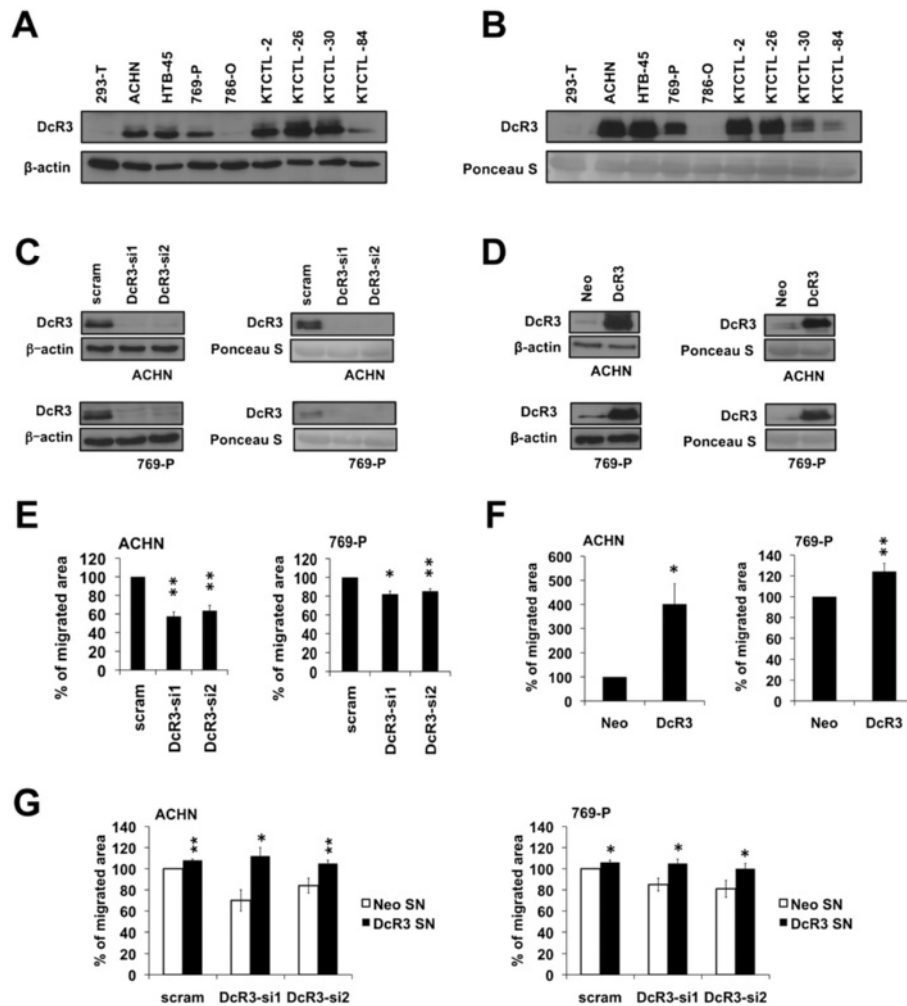 A
293-T ACHN HTB-45 769-P 786-O KTCTL -2 KTCTL -26 KTCTL -30 KTCTL -84
DcR3
β-actin
B
293-T ACHN HTB-45 769-P 786-O KTCTL -2 KTCTL -26 KTCTL -30 KTCTL -84
DcR3
Ponceau S
C
scram DcR3-si1 DcR3-si2
DcR3
β-actin
ACHN
DcR3
β-actin
769-P
scram DcR3-si1 DcR3-si2
DcR3
Ponceau S
ACHN
DcR3
Ponceau S
769-P
D
Neo DcR3
DcR3
β-actin
ACHN
DcR3
β-actin
769-P
Neo DcR3
DcR3
Ponceau S
ACHN
DcR3
Ponceau S
769-P
E
ACHN
% of migrated area
120
100
80
60
40
20
0
** **
scram DcR3-si1 DcR3-si2
769-P
% of migrated area
120
100
80
60
40
20
0
* **
scram DcR3-si1 DcR3-si2
F
ACHN
% of migrated area
600
500
400
300
200
100
*
Neo DcR3
769-P
% of migrated area
140
120
100
80
60
40
20
0
**
Neo DcR3
G
ACHN
% of migrated area
140
120
100
80
60
40
20
0
** * **
scram DcR3-si1 DcR3-si2
Neo SN
DcR3 SN
769-P
% of migrated area
140
120
100
80
60
40
20
0
* * *
scram DcR3-si1 DcR3-si2
Neo SN
DcR3 SN